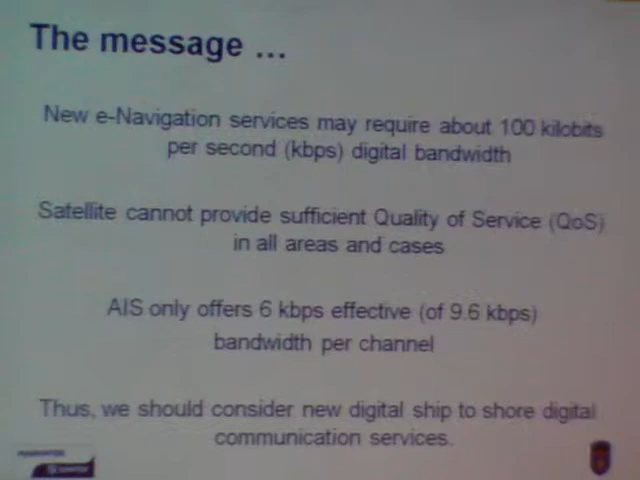 The message ...
New e-Navigation services may require about 100 kilobits
per second (kbps) digital bandwidth
Satellite cannot provide sufficient Quality of Service (QoS)
in all areas and cases
AIS only offers 6 kbps effective (of 9.6 kbps)
bandwidth per channel
Thus, we should consider new digital ship to shore digital
communication services.